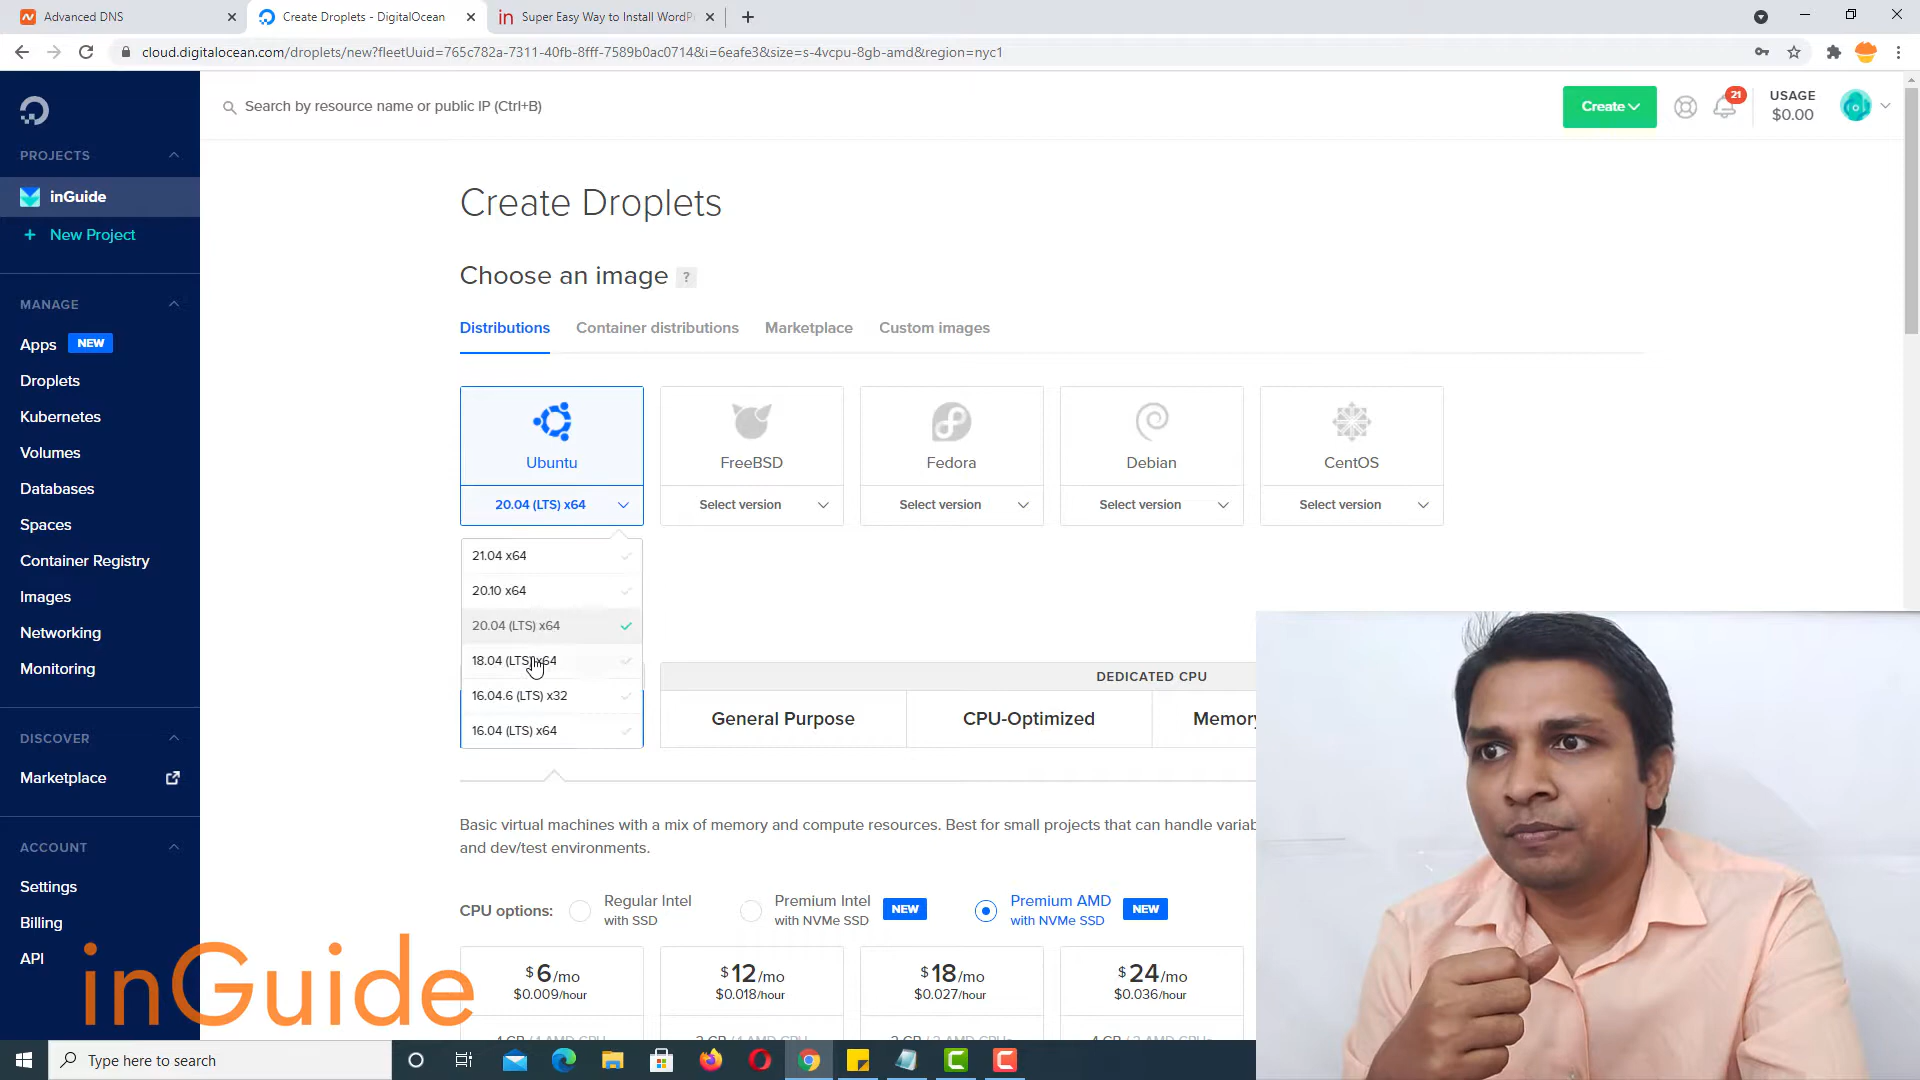 Advanced DNS
Create Droplets - DigitalOcean
in Super Easy Way to Install WordP
cloud.digitalocean.com/droplets/new?fleetUuid=765c782a-7311-40fb-8fff-7589b0ac0714&i=6eafe3&size=s-4vcpu-8gb-amd&region=nyc1
Search by resource name or public IP (Ctrl+B)
Create
21
USAGE
$0.00
PROJECTS
inGuide
+ New Project
MANAGE
Apps NEW
Droplets
Kubernetes
Volumes
Databases
Spaces
Container Registry
Images
Networking
Monitoring
DISCOVER
Marketplace
ACCOUNT
Settings
Billing
API
Create Droplets
Choose an image ?
Distributions Container distributions Marketplace Custom images
Ubuntu FreeBSD Fedora Debian CentOS
20.04 (LTS) x64 Select version Select version Select version Select version
21.04 x64
20.10 x64
20.04 (LTS) x64
18.04 (LTS) x64
16.04.6 (LTS) x32
16.04 (LTS) x64
DEDICATED CPU
General Purpose CPU-Optimized Memory
Basic virtual machines with a mix of memory and compute resources. Best for small projects that can handle variab
and dev/test environments.
CPU options: Regular Intel with SSD Premium Intel with NVMe SSD NEW Premium AMD with NVMe SSD NEW
$6/mo $12/mo $18/mo $24/mo
$0.009/hour $0.018/hour $0.027/hour $0.036/hour
inGuide
Type here to search